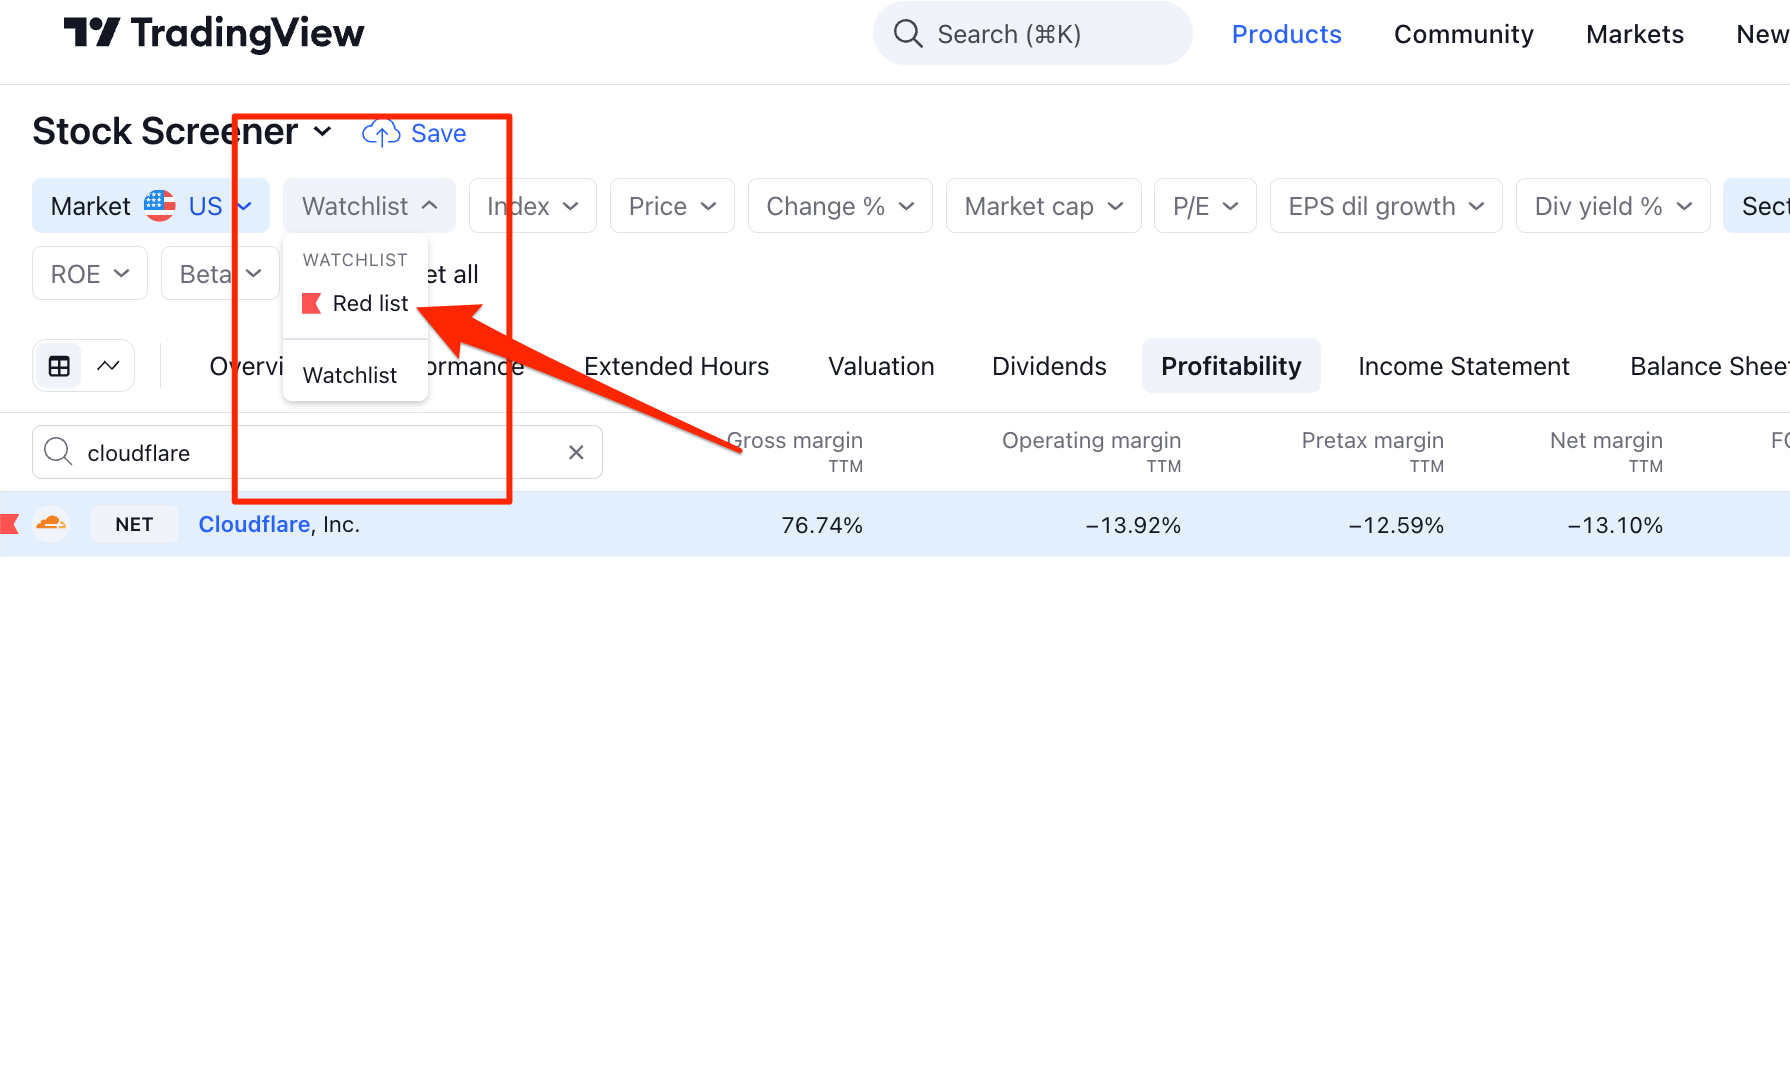 TradingView
Search (⌘K)
Products
Community
Markets
New
Stock Screener
Save
Market US
Watchlist
Index
Price
Change %
Market cap
P/E
EPS dil growth
Div yield %
Sect
ROE
Beta
et all
WATCHLIST
Red list
Watchlist
Overvi
ormance
Extended Hours
Valuation
Dividends
Profitability
Income Statement
Balance Sheet
cloudflare
Gross margin
TTM
Operating margin
TTM
Pretax margin
TTM
Net margin
TTM
FC
NET
Cloudflare, Inc.
76.74%
−13.92%
−12.59%
−13.10%